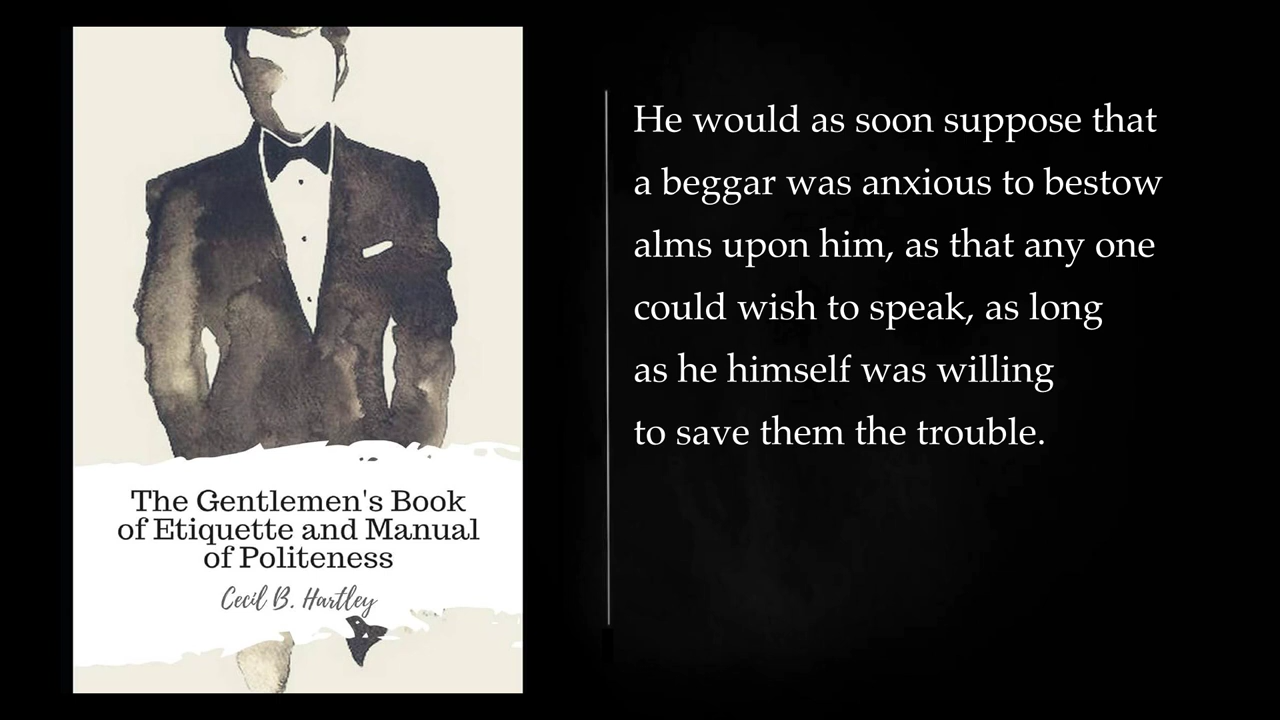 The Gentlemen's Book
of Etiquette and Manual
of Politeness
Cecil B. Hartley
He would as soon suppose that
a beggar was anxious to bestow
alms upon him, as that any one
could wish to speak, as long
as he himself was willing
to save them the trouble.